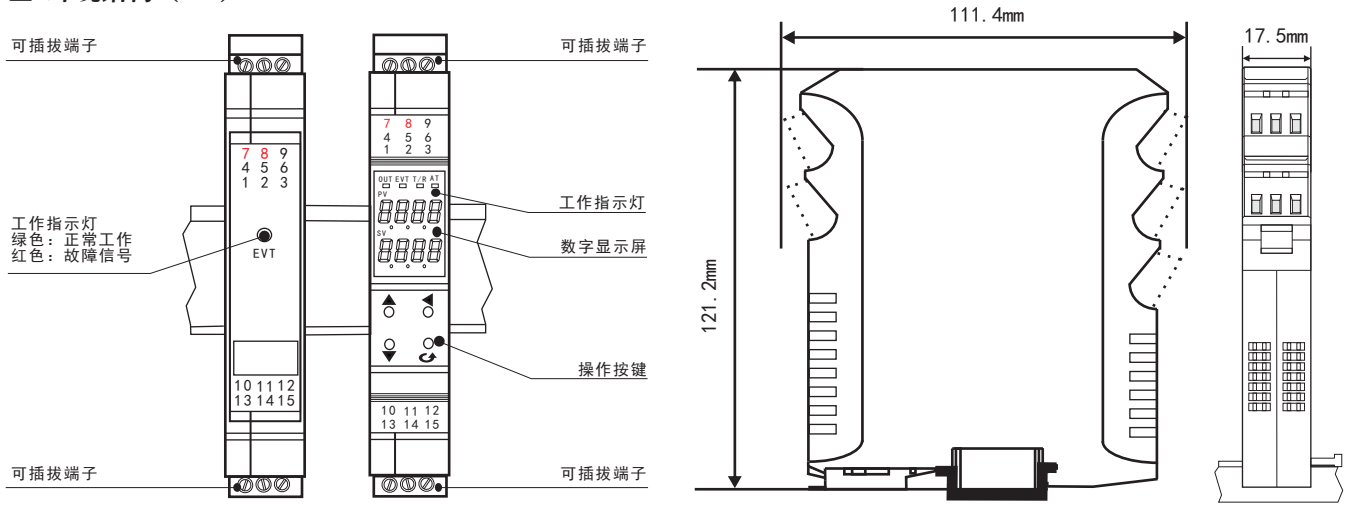 可插拔端子
可插拔端子
7 8 9
4 5 6
1 2 3
工作指示灯
绿色：正常工作
红色：故障信号
EVT
10 11 12
13 14 15
可插拔端子
7 8 9
4 5 6
1 2 3
OUT EVT T/R AT
PV
8888
SV
8888
工作指示灯
数字显示屏
操作按键
10 11 12
13 14 15
可插拔端子
111.4mm
17.5mm
121.2mm